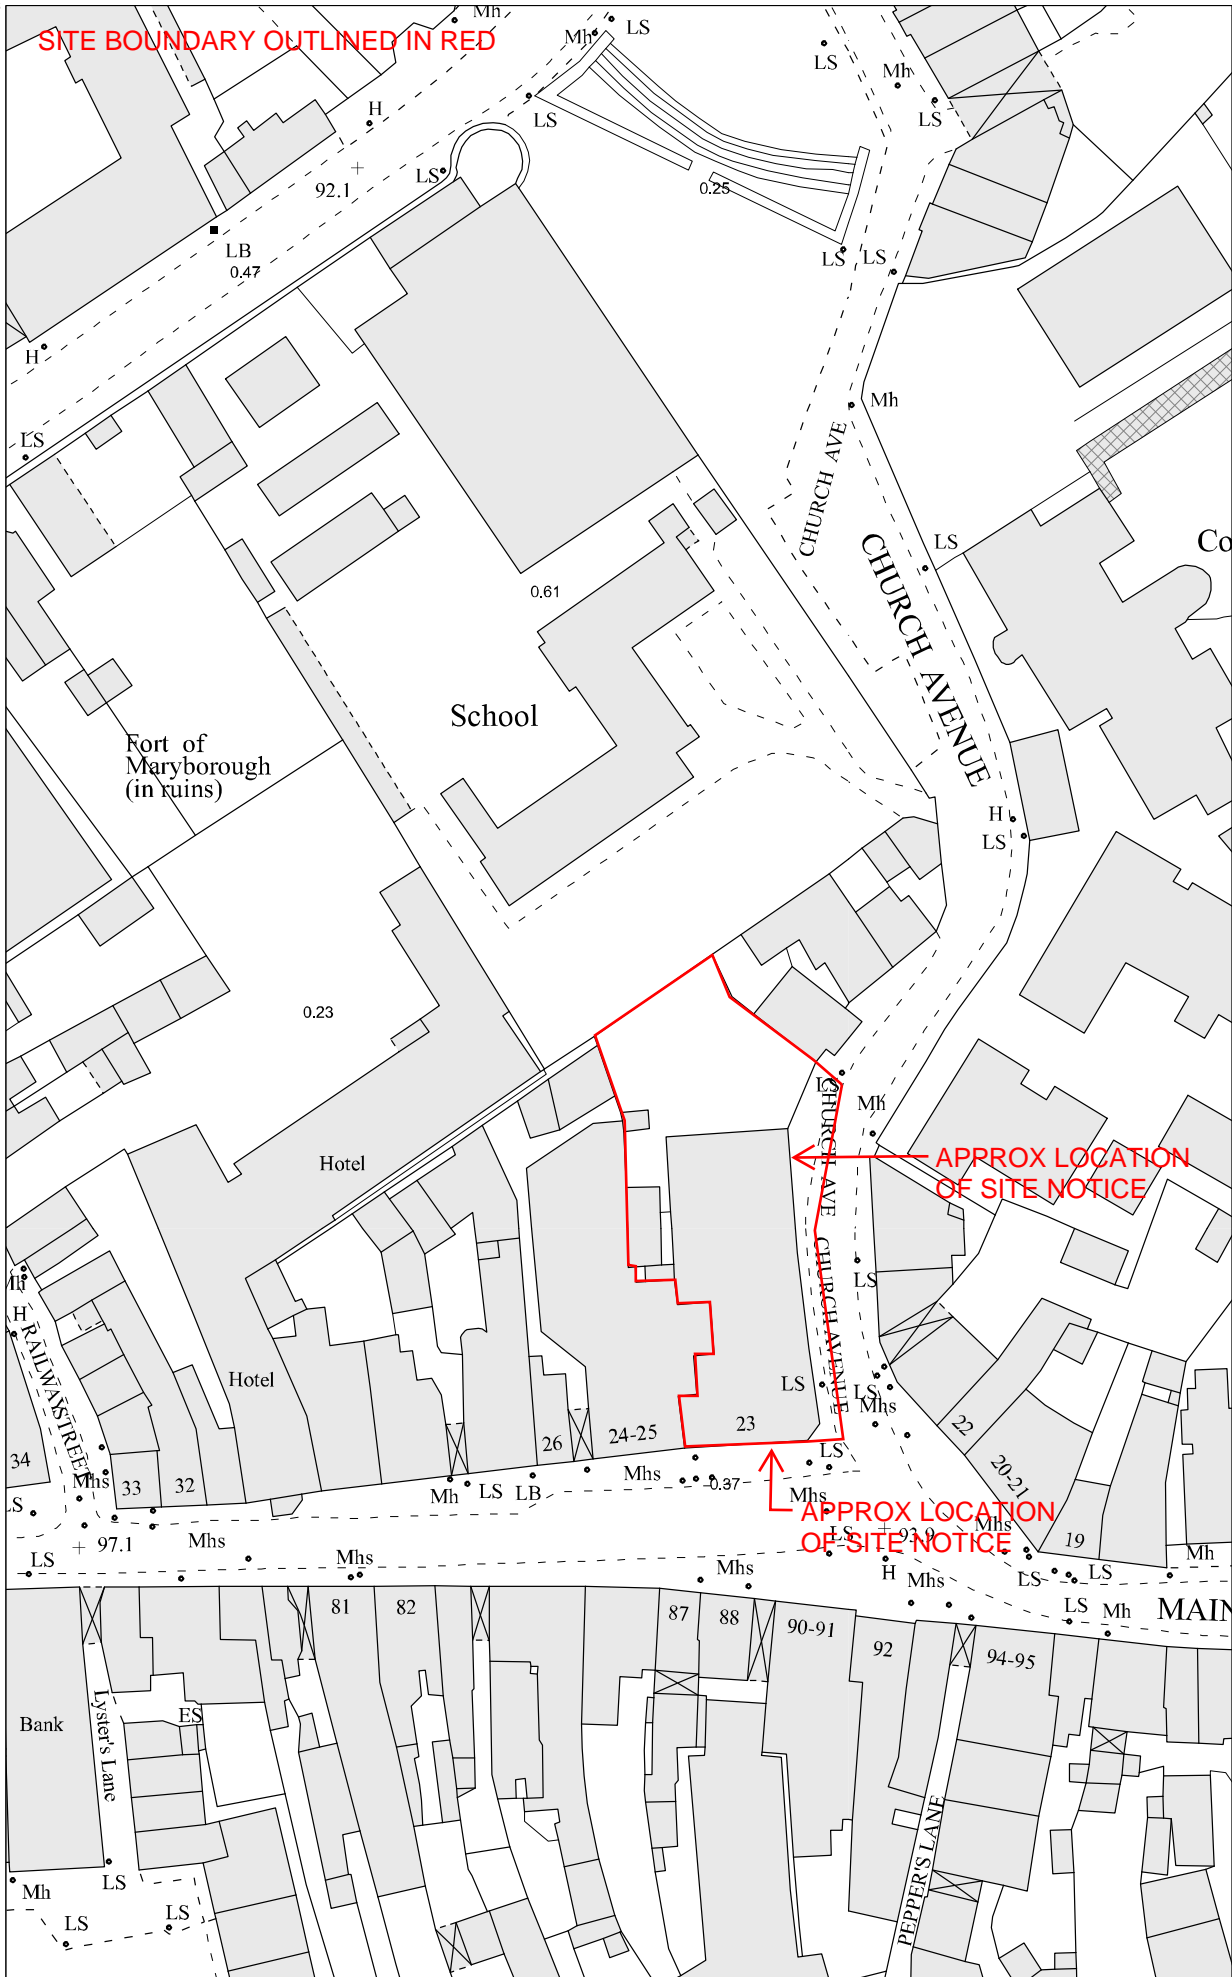 Mh
SITE BOUNDARY OUTLINED IN RED
Mh
LS
LS
Mh
H
LS
LS
92.1
LS
0.25
LB
0.47
LS
LS
H
Mh
LS
CHURCH AVE
LS
Co
CHURCH AVENUE
0.61
School
Fort of
Maryborough
(in ruins)
H
LS
0.23
LS
Mh
CHURCH AVE
APPROX LOCATION
OF SITE NOTICE
Hotel
CHURCH AVENUE
LS
Mh
H
RAILWAY STREET
Hotel
LS
LS
Mhs
22
23
24-25
26
34
20-21
LS
Mhs
33
32
Mhs
Mh
LS
LB
0.37
Mhs
LS
APPROX LOCATION
OF SITE NOTICE
97.1
Mhs
LS
93.9
Mhs
19
Mh
LS
Mhs
Mhs
H
Mhs
LS
LS
81
82
87
88
90-91
92
LS
Mh
MAIN
94-95
Bank
Lyster's Lane
ES
PEPPER'S LANE
Mh
LS
LS
LS